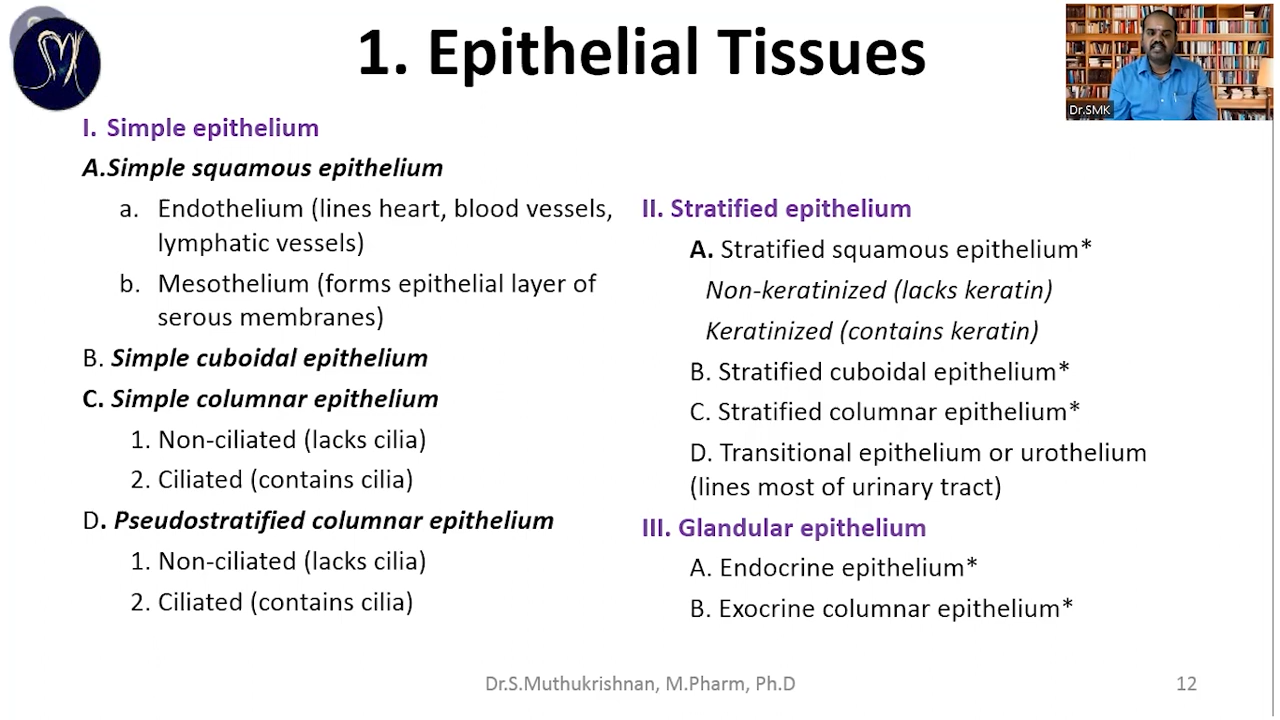 1. Epithelial Tissues
SM
Dr.SMK
I. Simple epithelium
A.Simple squamous epithelium
a. Endothelium (lines heart, blood vessels,
lymphatic vessels)
b. Mesothelium (forms epithelial layer of
serous membranes)
B. Simple cuboidal epithelium
C. Simple columnar epithelium
1. Non-ciliated (lacks cilia)
2. Ciliated (contains cilia)
D. Pseudostratified columnar epithelium
1. Non-ciliated (lacks cilia)
2. Ciliated (contains cilia)
II. Stratified epithelium
A. Stratified squamous epithelium*
Non-keratinized (lacks keratin)
Keratinized (contains keratin)
B. Stratified cuboidal epithelium*
C. Stratified columnar epithelium*
D. Transitional epithelium or urothelium
(lines most of urinary tract)
III. Glandular epithelium
A. Endocrine epithelium*
B. Exocrine columnar epithelium*
Dr.S.Muthukrishnan, M.Pharm, Ph.D
12